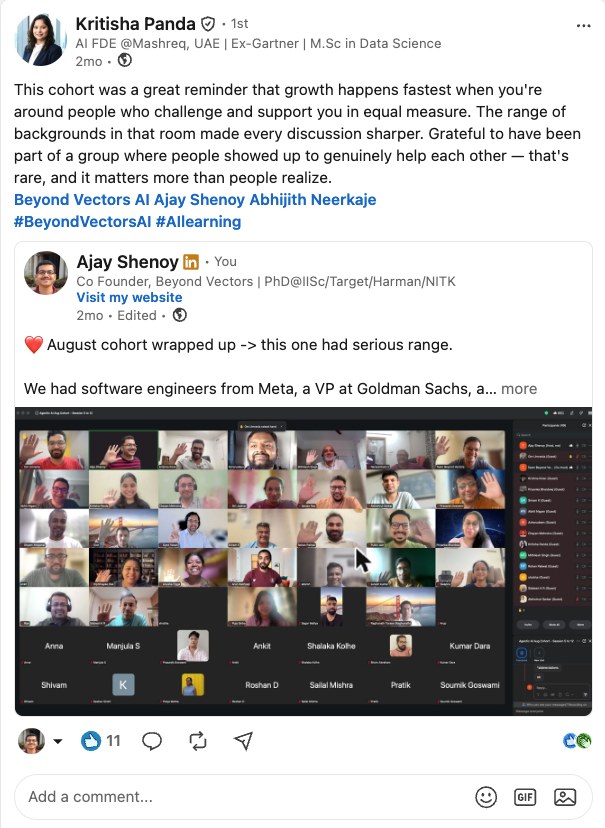 Kritisha Panda · 1st
AI FDE @Mashreq, UAE | Ex-Gartner | M.Sc in Data Science
2mo ·
This cohort was a great reminder that growth happens fastest when you're
around people who challenge and support you in equal measure. The range of
backgrounds in that room made every discussion sharper. Grateful to have been
part of a group where people showed up to genuinely help each other — that's
rare, and it matters more than people realize.
Beyond Vectors AI Ajay Shenoy Abhijith Neerkaje
#BeyondVectorsAI #AIlearning
Ajay Shenoy in · You
Co Founder, Beyond Vectors | PhD@IISc/Target/Harman/NITK
Visit my website
2mo · Edited ·
August cohort wrapped up -> this one had serious range.
We had software engineers from Meta, a VP at Goldman Sachs, a... more
Anna
Manjula S
Ankit
Shalaka Kolhe
Kumar Dara
Shivam
K
Roshan D
Sailal Mishra
Pratik
Soumik Goswami
11
Add a comment...
GIF